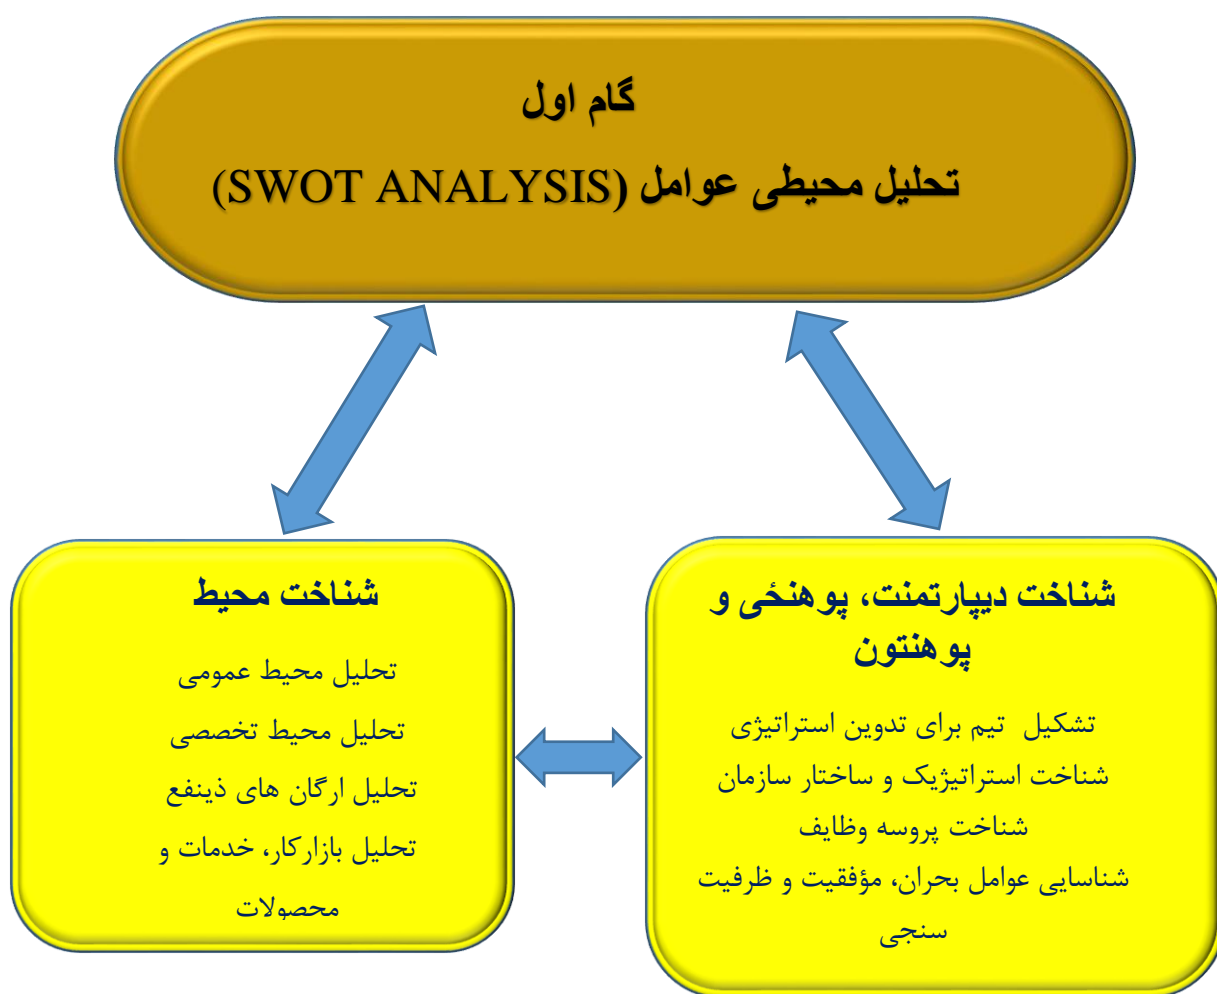 گام اول
تحلیل محیطی عوامل (SWOT ANALYSIS)
شناخت دیپارتمنت، پوهنځی و
پوهنتون
تشکیل تیم برای تدوین استراتیژی
شناخت استراتیژیک و ساختار سازمان
شناخت پروسه وظایف
شناسایی عوامل بحران، مؤفقیت و ظرفیت
سنجی
شناخت محیط
تحلیل محیط عمومی
تحلیل محیط تخصصی
تحلیل ارگان های ذینفع
تحلیل بازارکار، خدمات و
محصولات